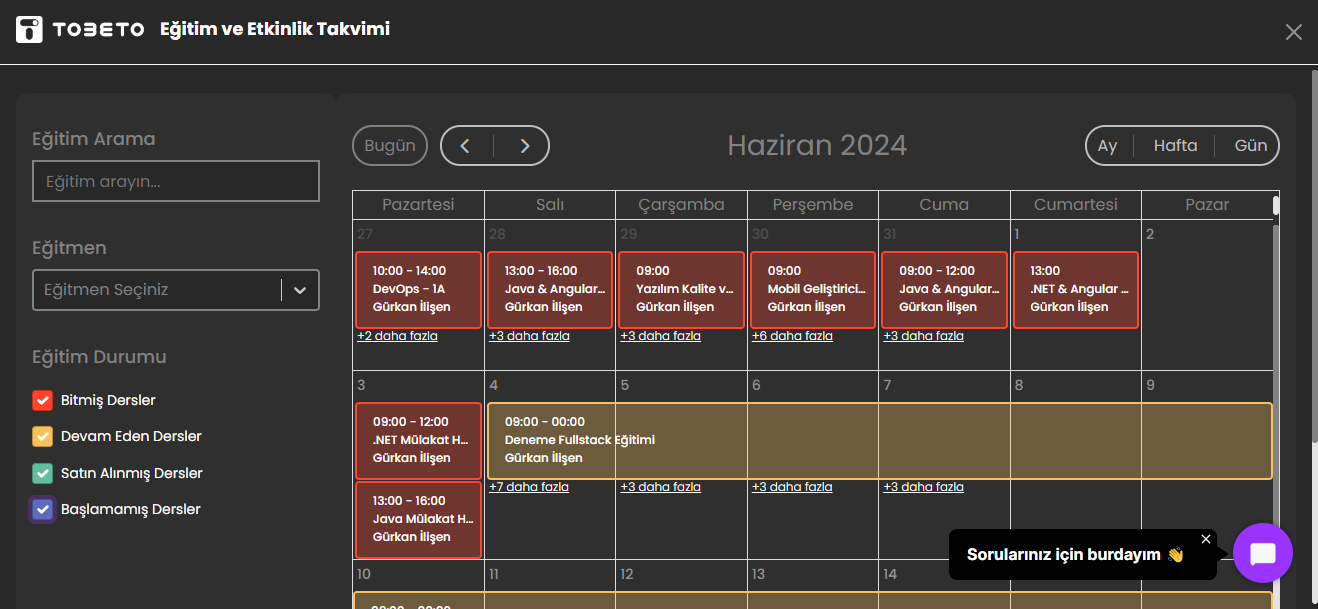 TOBETO Eğitim ve Etkinlik Takvimi
Eğitim Arama
Eğitim arayın...
Eğitmen
Eğitmen Seçiniz
Eğitim Durumu
Bitmiş Dersler
Devam Eden Dersler
Satın Alınmış Dersler
Başlamamış Dersler
Bugün
Haziran 2024
Ay Hafta Gün
Pazartesi Salı Çarşamba Perşembe Cuma Cumartesi Pazar
27 28 29 30 31 1 2
10:00 - 14:00
DevOps - 1A
Gürkan İlişen
+2 daha fazla
13:00 - 16:00
Java & Angular...
Gürkan İlişen
+3 daha fazla
09:00
Yazılım Kalite v...
Gürkan İlişen
+3 daha fazla
09:00
Mobil Geliştirici...
Gürkan İlişen
+6 daha fazla
09:00 - 12:00
Java & Angular...
Gürkan İlişen
+3 daha fazla
13:00
.NET & Angular ...
Gürkan İlişen
3 4 5 6 7 8 9
09:00 - 12:00
.NET Mülakat H...
Gürkan İlişen
13:00 - 16:00
Java Mülakat H...
Gürkan İlişen
09:00 - 00:00
Deneme Fullstack Eğitimi
Gürkan İlişen
+7 daha fazla
+3 daha fazla
+3 daha fazla
+3 daha fazla
10 11 12 13 14
Sorularınız için burdayım 👋